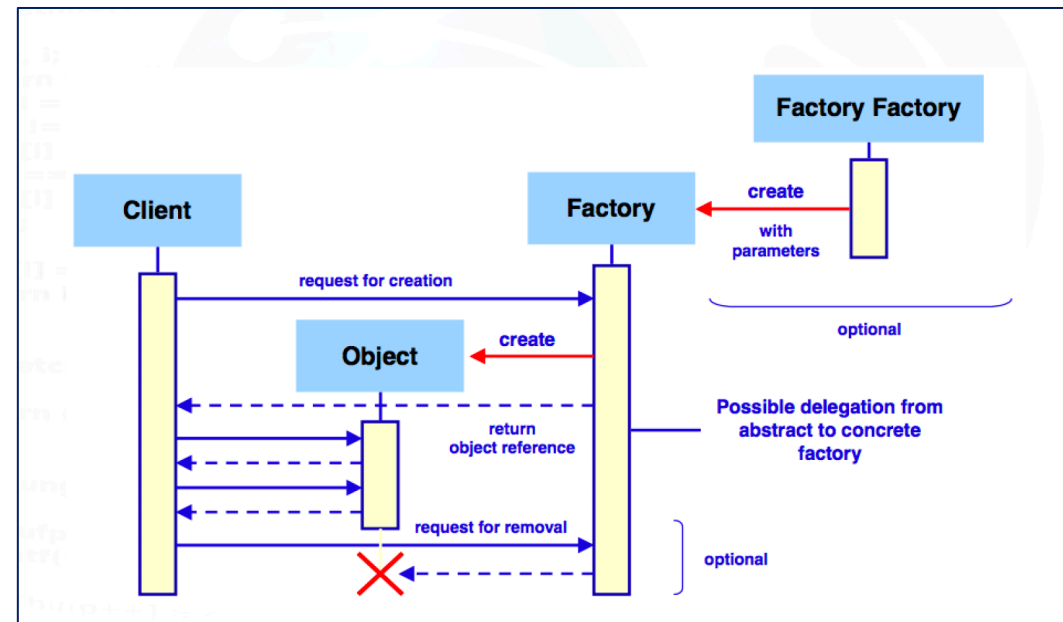 Factory Factory
Client
Factory
create
with
parameters
request for creation
optional
Object
create
return
object reference
Possible delegation from
abstract to concrete
factory
request for removal
optional